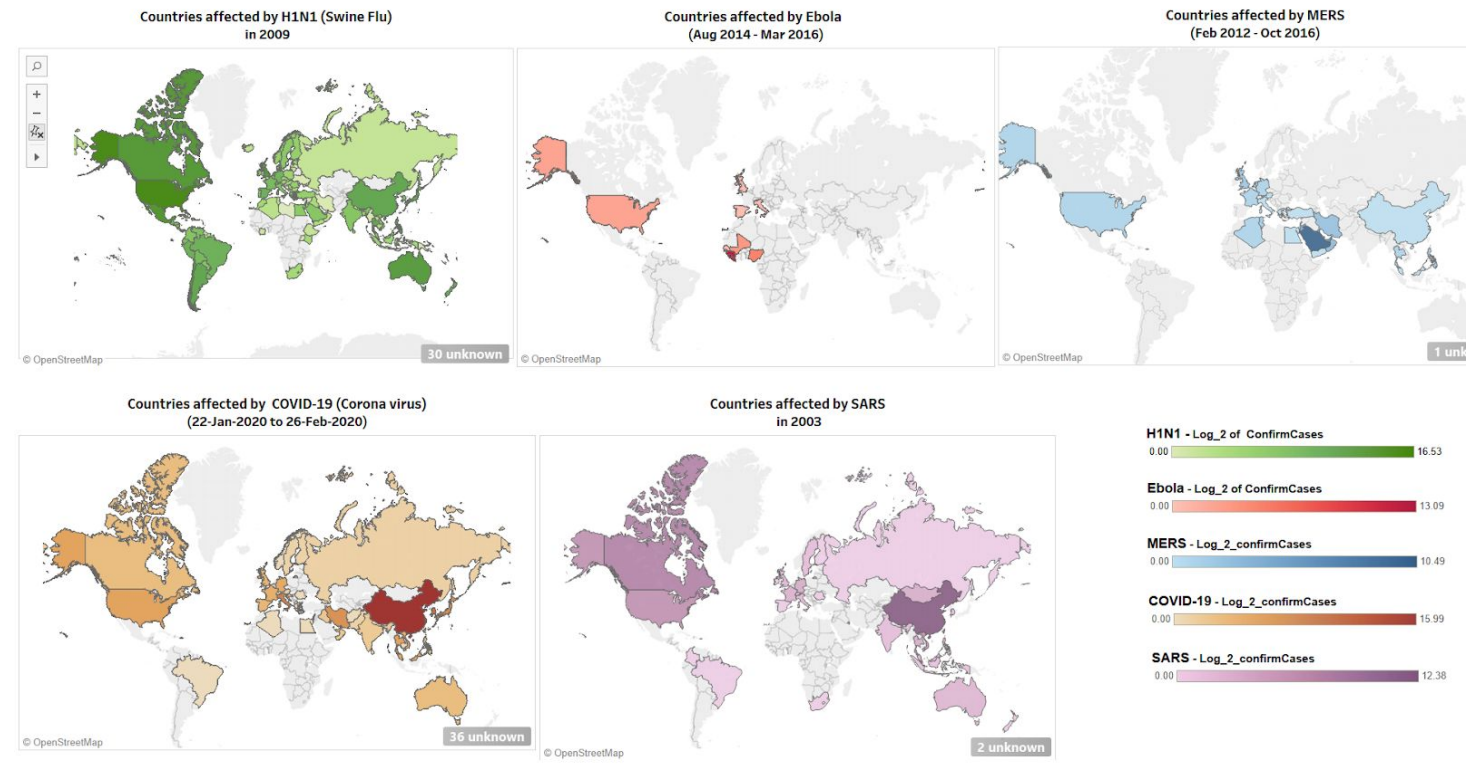 Countries affected by H1N1 (Swine Flu)
in 2009
Countries affected by Ebola
(Aug 2014 - Mar 2016)
Countries affected by MERS
(Feb 2012 - Oct 2016)
© OpenStreetMap
30 unknown
© OpenStreetMap
© OpenStreetMap
1 unk
Countries affected by COVID-19 (Corona virus)
(22-Jan-2020 to 26-Feb-2020)
Countries affected by SARS
in 2003
© OpenStreetMap
36 unknown
© OpenStreetMap
2 unknown
H1N1 - Log_2 of ConfirmCases
0.00 16.53
Ebola - Log_2 of ConfirmCases
0.00 13.09
MERS - Log_2_confirmCases
0.00 10.49
COVID-19 - Log_2_confirmCases
0.00 15.99
SARS - Log_2_confirmCases
0.00 12.38